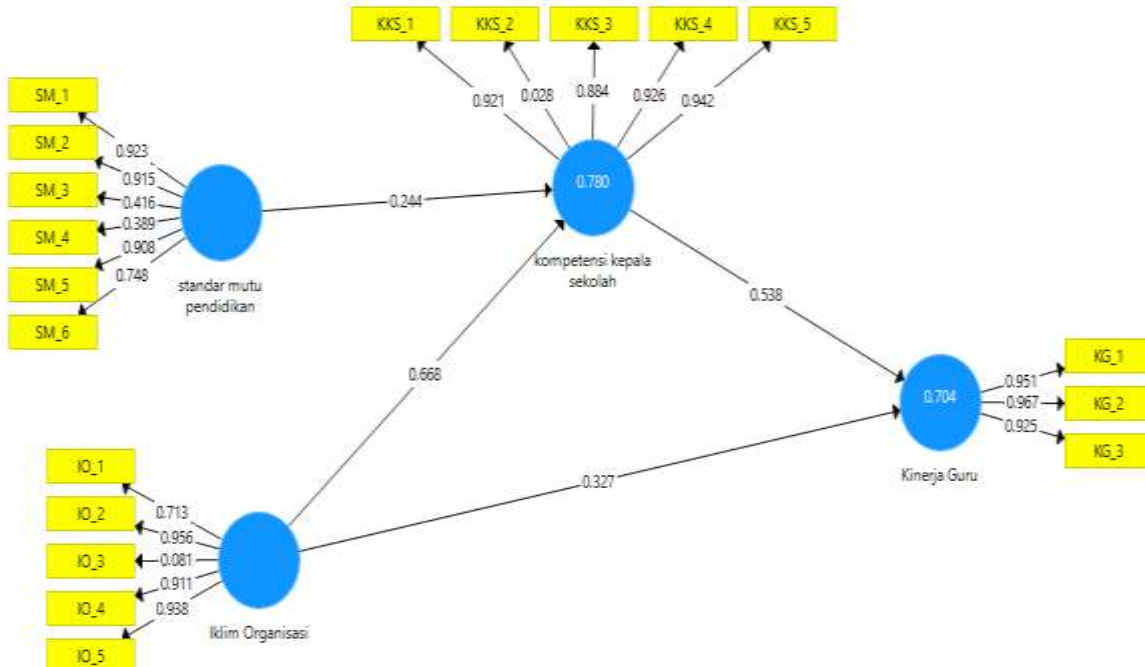 KKS_1
KKS_2
KKS_3
KKS_4
KKS_5
0.921
0.028
0.884
0.926
0.942
SM_1
SM_2
SM_3
SM_4
SM_5
SM_6
0.923
0.915
0.416
0.389
0.908
0.748
standar mutu
pendidikan
0.244
0.780
kompetensi kepala
sekolah
0.668
0.538
0.704
Kinerja Guru
0.951
0.967
0.925
KG_1
KG_2
KG_3
0.327
IO_1
IO_2
IO_3
IO_4
IO_5
0.713
0.956
0.081
0.911
0.938
Iklim Organisasi